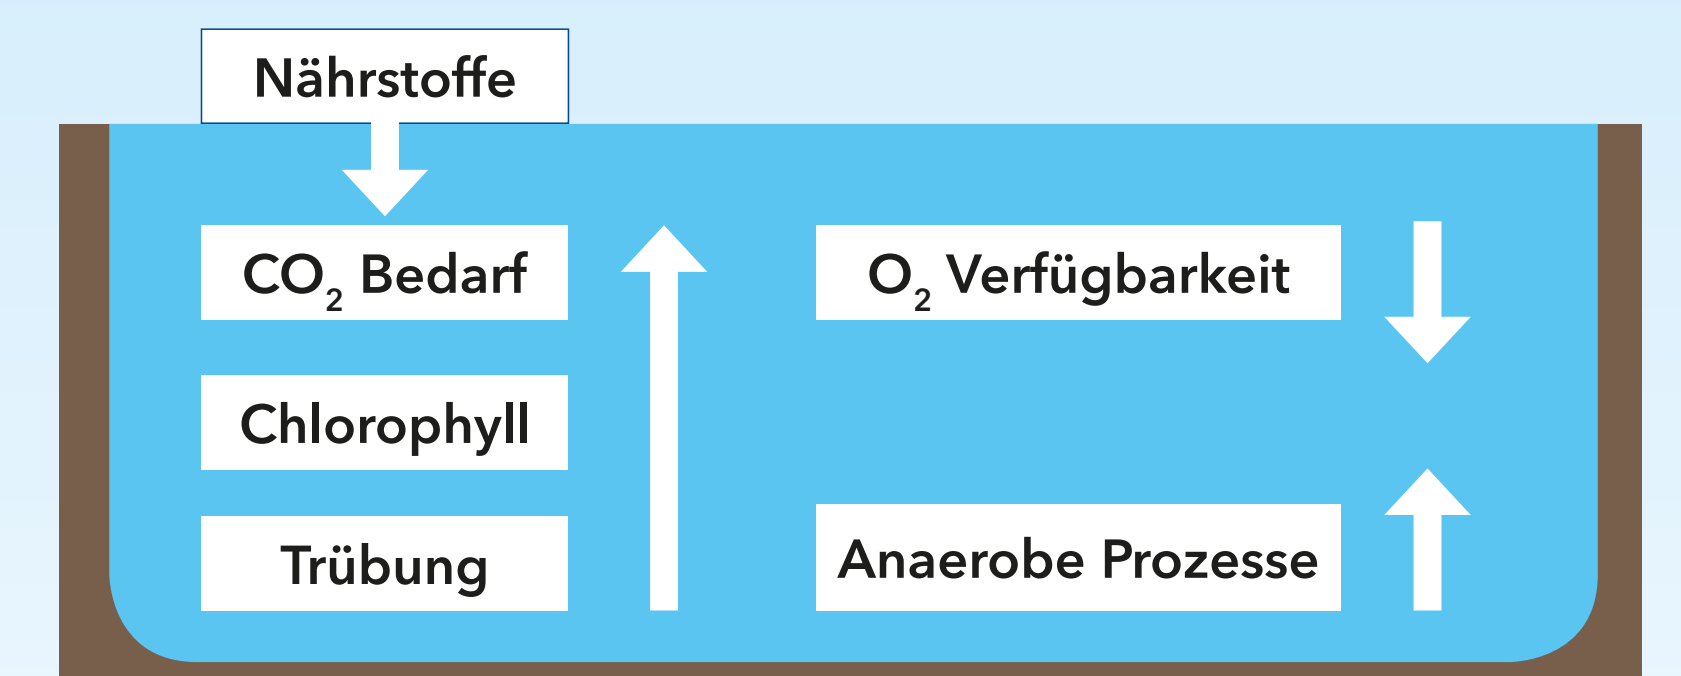 Nährstoffe
CO₂ Bedarf
Chlorophyll
Trübung
O₂ Verfügbarkeit
Anaerobe Prozesse